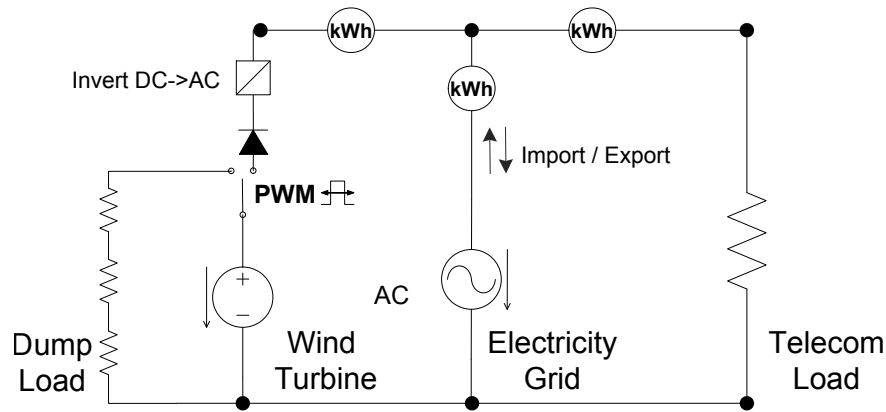 kWh
kWh
Invert DC->AC
kWh
Import / Export
PWM
+
−
AC
Dump
Load
Wind
Turbine
Electricity
Grid
Telecom
Load